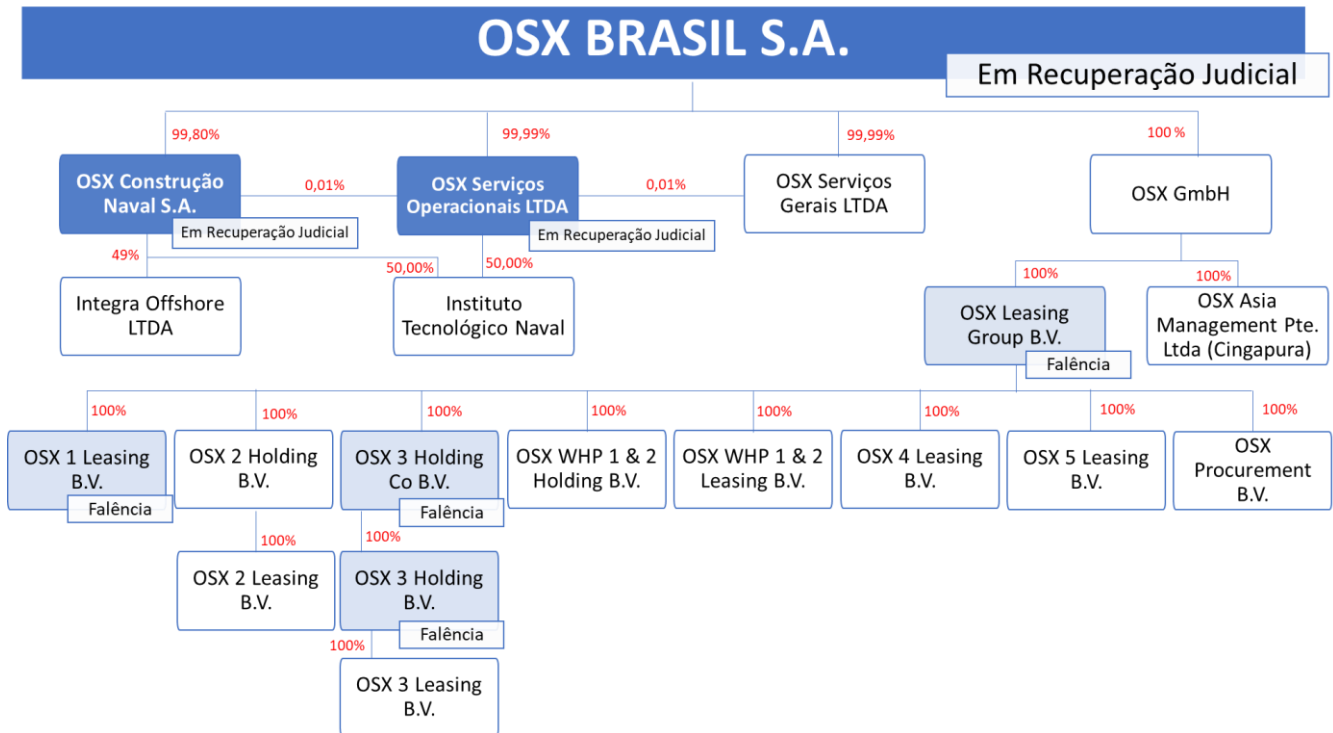 OSX BRASIL S.A.
Em Recuperação Judicial
99,80%
99,99%
99,99%
100 %
OSX Construção
Naval S.A.
Em Recuperação Judicial
0,01%
OSX Serviços
Operacionais LTDA
Em Recuperação Judicial
0,01%
OSX Serviços
Gerais LTDA
OSX GmbH
49%
50,00%
50,00%
100%
100%
Integra Offshore
LTDA
Instituto
Tecnológico Naval
OSX Leasing
Group B.V.
Falência
OSX Asia
Management Pte.
Ltda (Cingapura)
100%
100%
100%
100%
100%
100%
100%
100%
OSX 1 Leasing
B.V.
Falência
OSX 2 Holding
B.V.
OSX 3 Holding
Co B.V.
Falência
OSX WHP 1 & 2
Holding B.V.
OSX WHP 1 & 2
Leasing B.V.
OSX 4 Leasing
B.V.
OSX 5 Leasing
B.V.
OSX
Procurement
B.V.
100%
100%
OSX 2 Leasing
B.V.
OSX 3 Holding
B.V.
Falência
100%
OSX 3 Leasing
B.V.